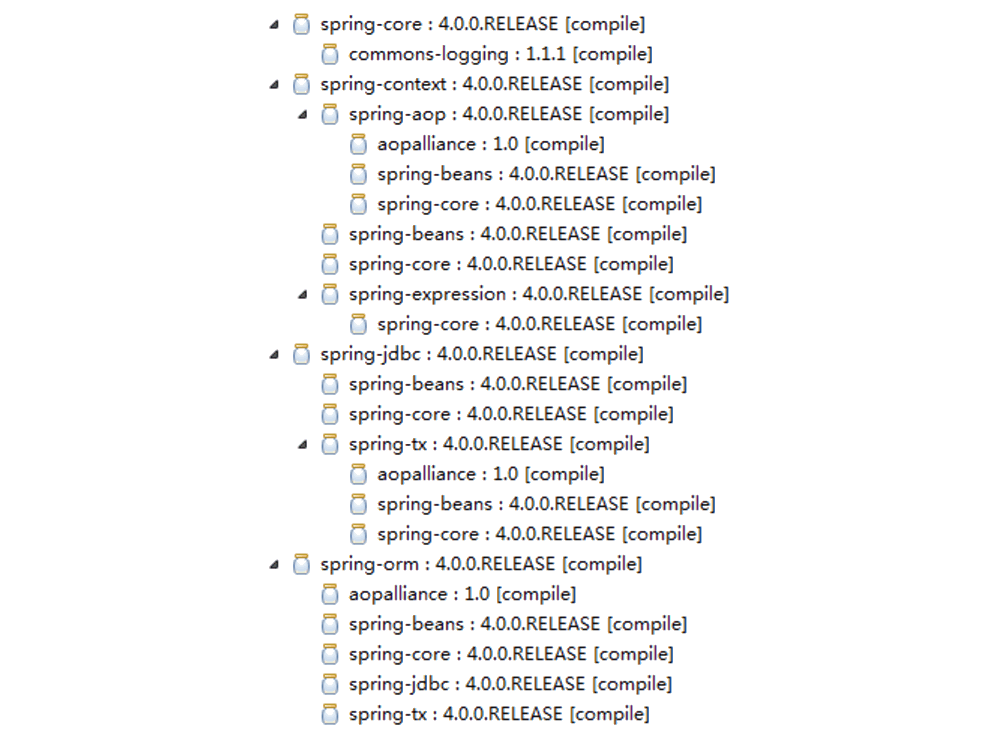 spring-core : 4.0.0.RELEASE [compile]
commons-logging : 1.1.1 [compile]
spring-context : 4.0.0.RELEASE [compile]
spring-aop : 4.0.0.RELEASE [compile]
aopalliance : 1.0 [compile]
spring-beans : 4.0.0.RELEASE [compile]
spring-core : 4.0.0.RELEASE [compile]
spring-beans : 4.0.0.RELEASE [compile]
spring-core : 4.0.0.RELEASE [compile]
spring-expression : 4.0.0.RELEASE [compile]
spring-core : 4.0.0.RELEASE [compile]
spring-jdbc : 4.0.0.RELEASE [compile]
spring-beans : 4.0.0.RELEASE [compile]
spring-core : 4.0.0.RELEASE [compile]
spring-tx : 4.0.0.RELEASE [compile]
aopalliance : 1.0 [compile]
spring-beans : 4.0.0.RELEASE [compile]
spring-core : 4.0.0.RELEASE [compile]
spring-orm : 4.0.0.RELEASE [compile]
aopalliance : 1.0 [compile]
spring-beans : 4.0.0.RELEASE [compile]
spring-core : 4.0.0.RELEASE [compile]
spring-jdbc : 4.0.0.RELEASE [compile]
spring-tx : 4.0.0.RELEASE [compile]